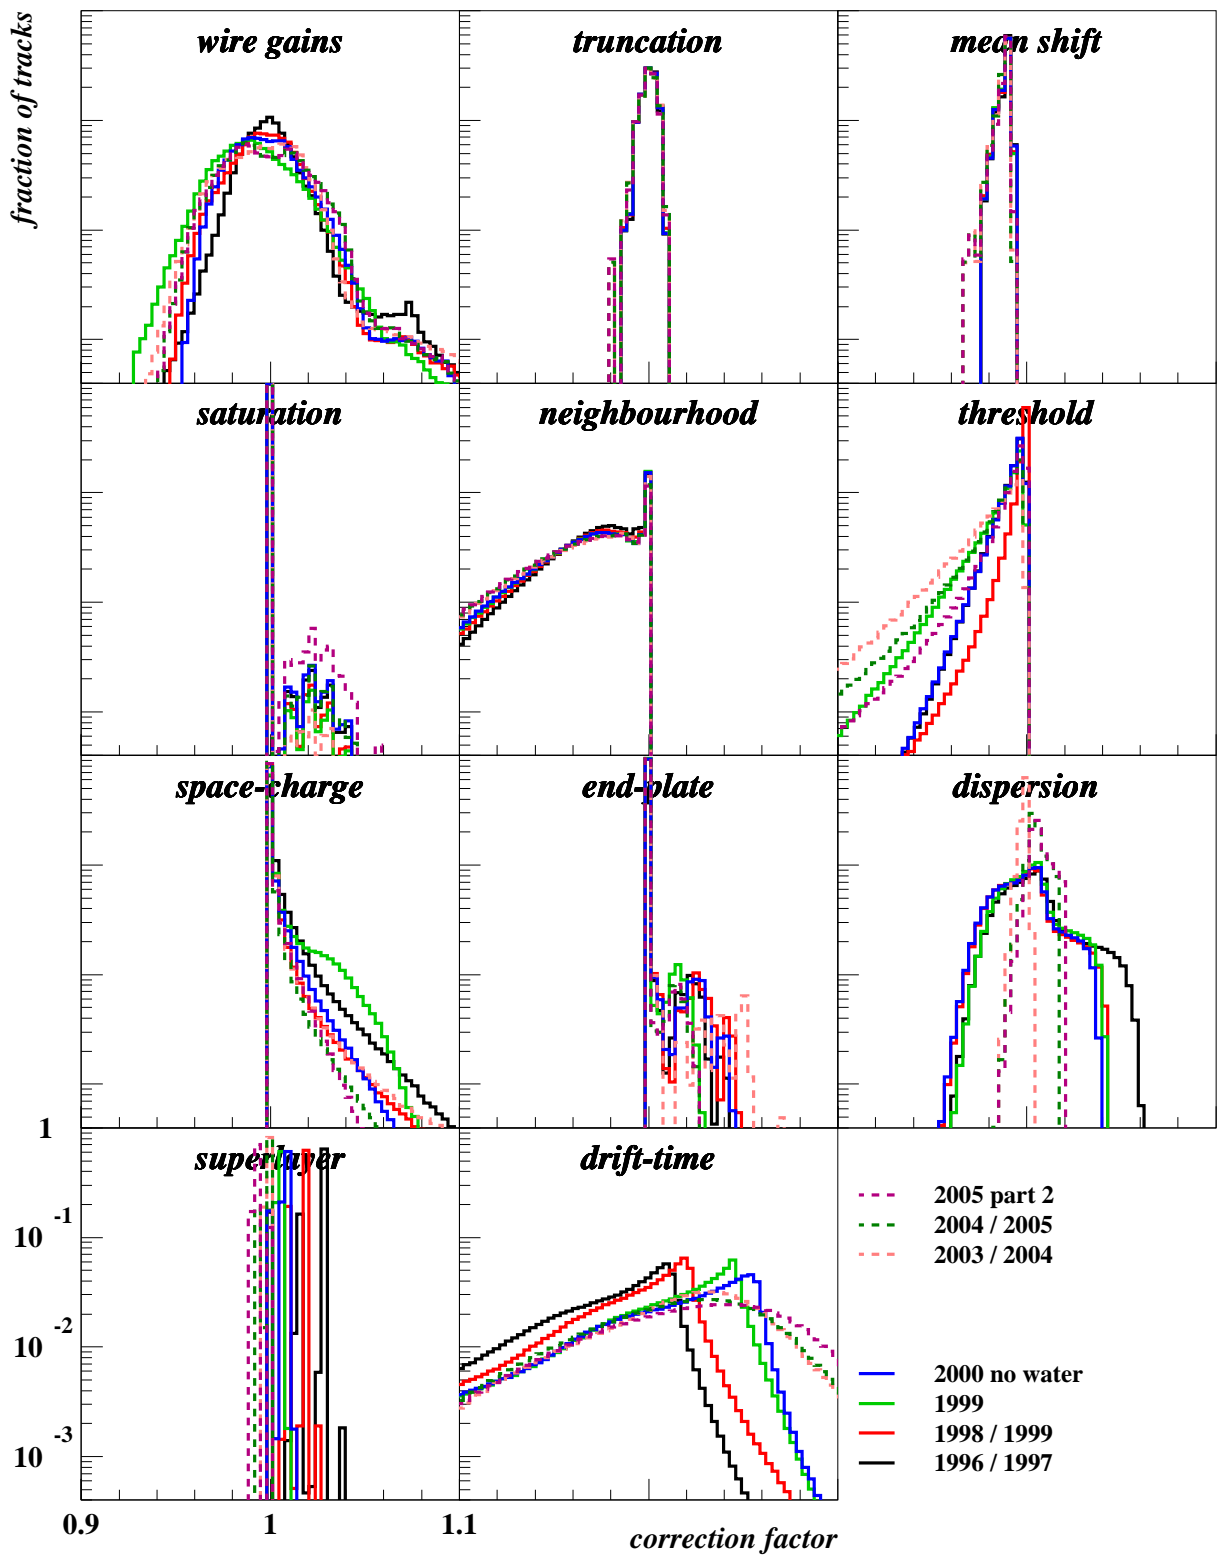 wire gains
truncation
mean shift
fraction of tracks
saturation
neighbourhood
threshold
space-charge
end-plate
dispersion
1
superlayer
drift-time
10 -1
10 -2
10 -3
2005 part 2
2004 / 2005
2003 / 2004
2000 no water
1999
1998 / 1999
1996 / 1997
0.9
1
1.1
correction factor